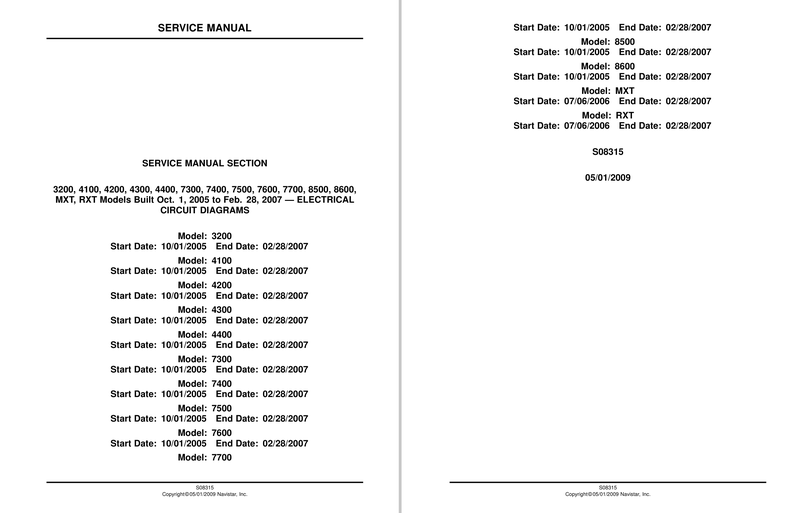 SERVICE MANUAL
SERVICE MANUAL SECTION
3200, 4100, 4200, 4300, 4400, 7300, 7400, 7500, 7600, 7700, 8500, 8600,
MXT, RXT Models Built Oct. 1, 2005 to Feb. 28, 2007 — ELECTRICAL
CIRCUIT DIAGRAMS
Model: 3200
Start Date: 10/01/2005 End Date: 02/28/2007
Model: 4100
Start Date: 10/01/2005 End Date: 02/28/2007
Model: 4200
Start Date: 10/01/2005 End Date: 02/28/2007
Model: 4300
Start Date: 10/01/2005 End Date: 02/28/2007
Model: 4400
Start Date: 10/01/2005 End Date: 02/28/2007
Model: 7300
Start Date: 10/01/2005 End Date: 02/28/2007
Model: 7400
Start Date: 10/01/2005 End Date: 02/28/2007
Model: 7500
Start Date: 10/01/2005 End Date: 02/28/2007
Model: 7600
Start Date: 10/01/2005 End Date: 02/28/2007
Model: 7700
S08315
Copyright©05/01/2009 Navistar, Inc.
Start Date: 10/01/2005 End Date: 02/28/2007
Model: 8500
Start Date: 10/01/2005 End Date: 02/28/2007
Model: 8600
Start Date: 10/01/2005 End Date: 02/28/2007
Model: MXT
Start Date: 07/06/2006 End Date: 02/28/2007
Model: RXT
Start Date: 07/06/2006 End Date: 02/28/2007
S08315
05/01/2009
S08315
Copyright©05/01/2009 Navistar, Inc.